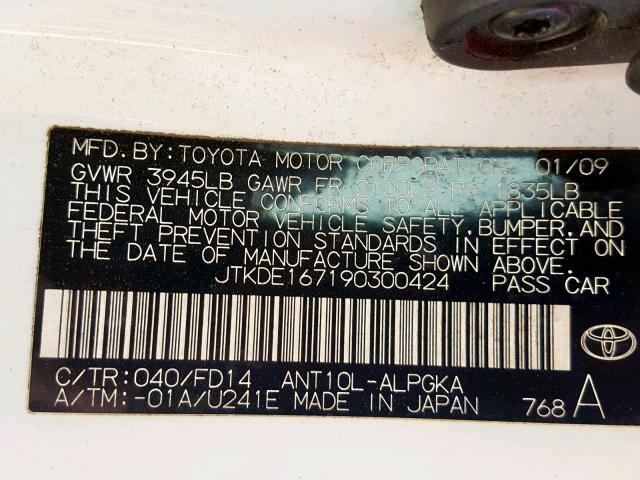 MFD. BY: TOYOTA MOTOR CORPORATION 01/09
GVWR 3945LB GAWR FR 2130LB RR 1835LB
THIS VEHICLE CONFORMS TO ALL APPLICABLE
FEDERAL MOTOR VEHICLE SAFETY, BUMPER, AND
THEFT PREVENTION STANDARDS IN EFFECT ON
THE DATE OF MANUFACTURE SHOWN ABOVE.
JTKDE167190300424 PASS CAR
C/TR: 040/FD14 ANT10L-ALPGKA
A/TM: -01A/U241E MADE IN JAPAN 768 A